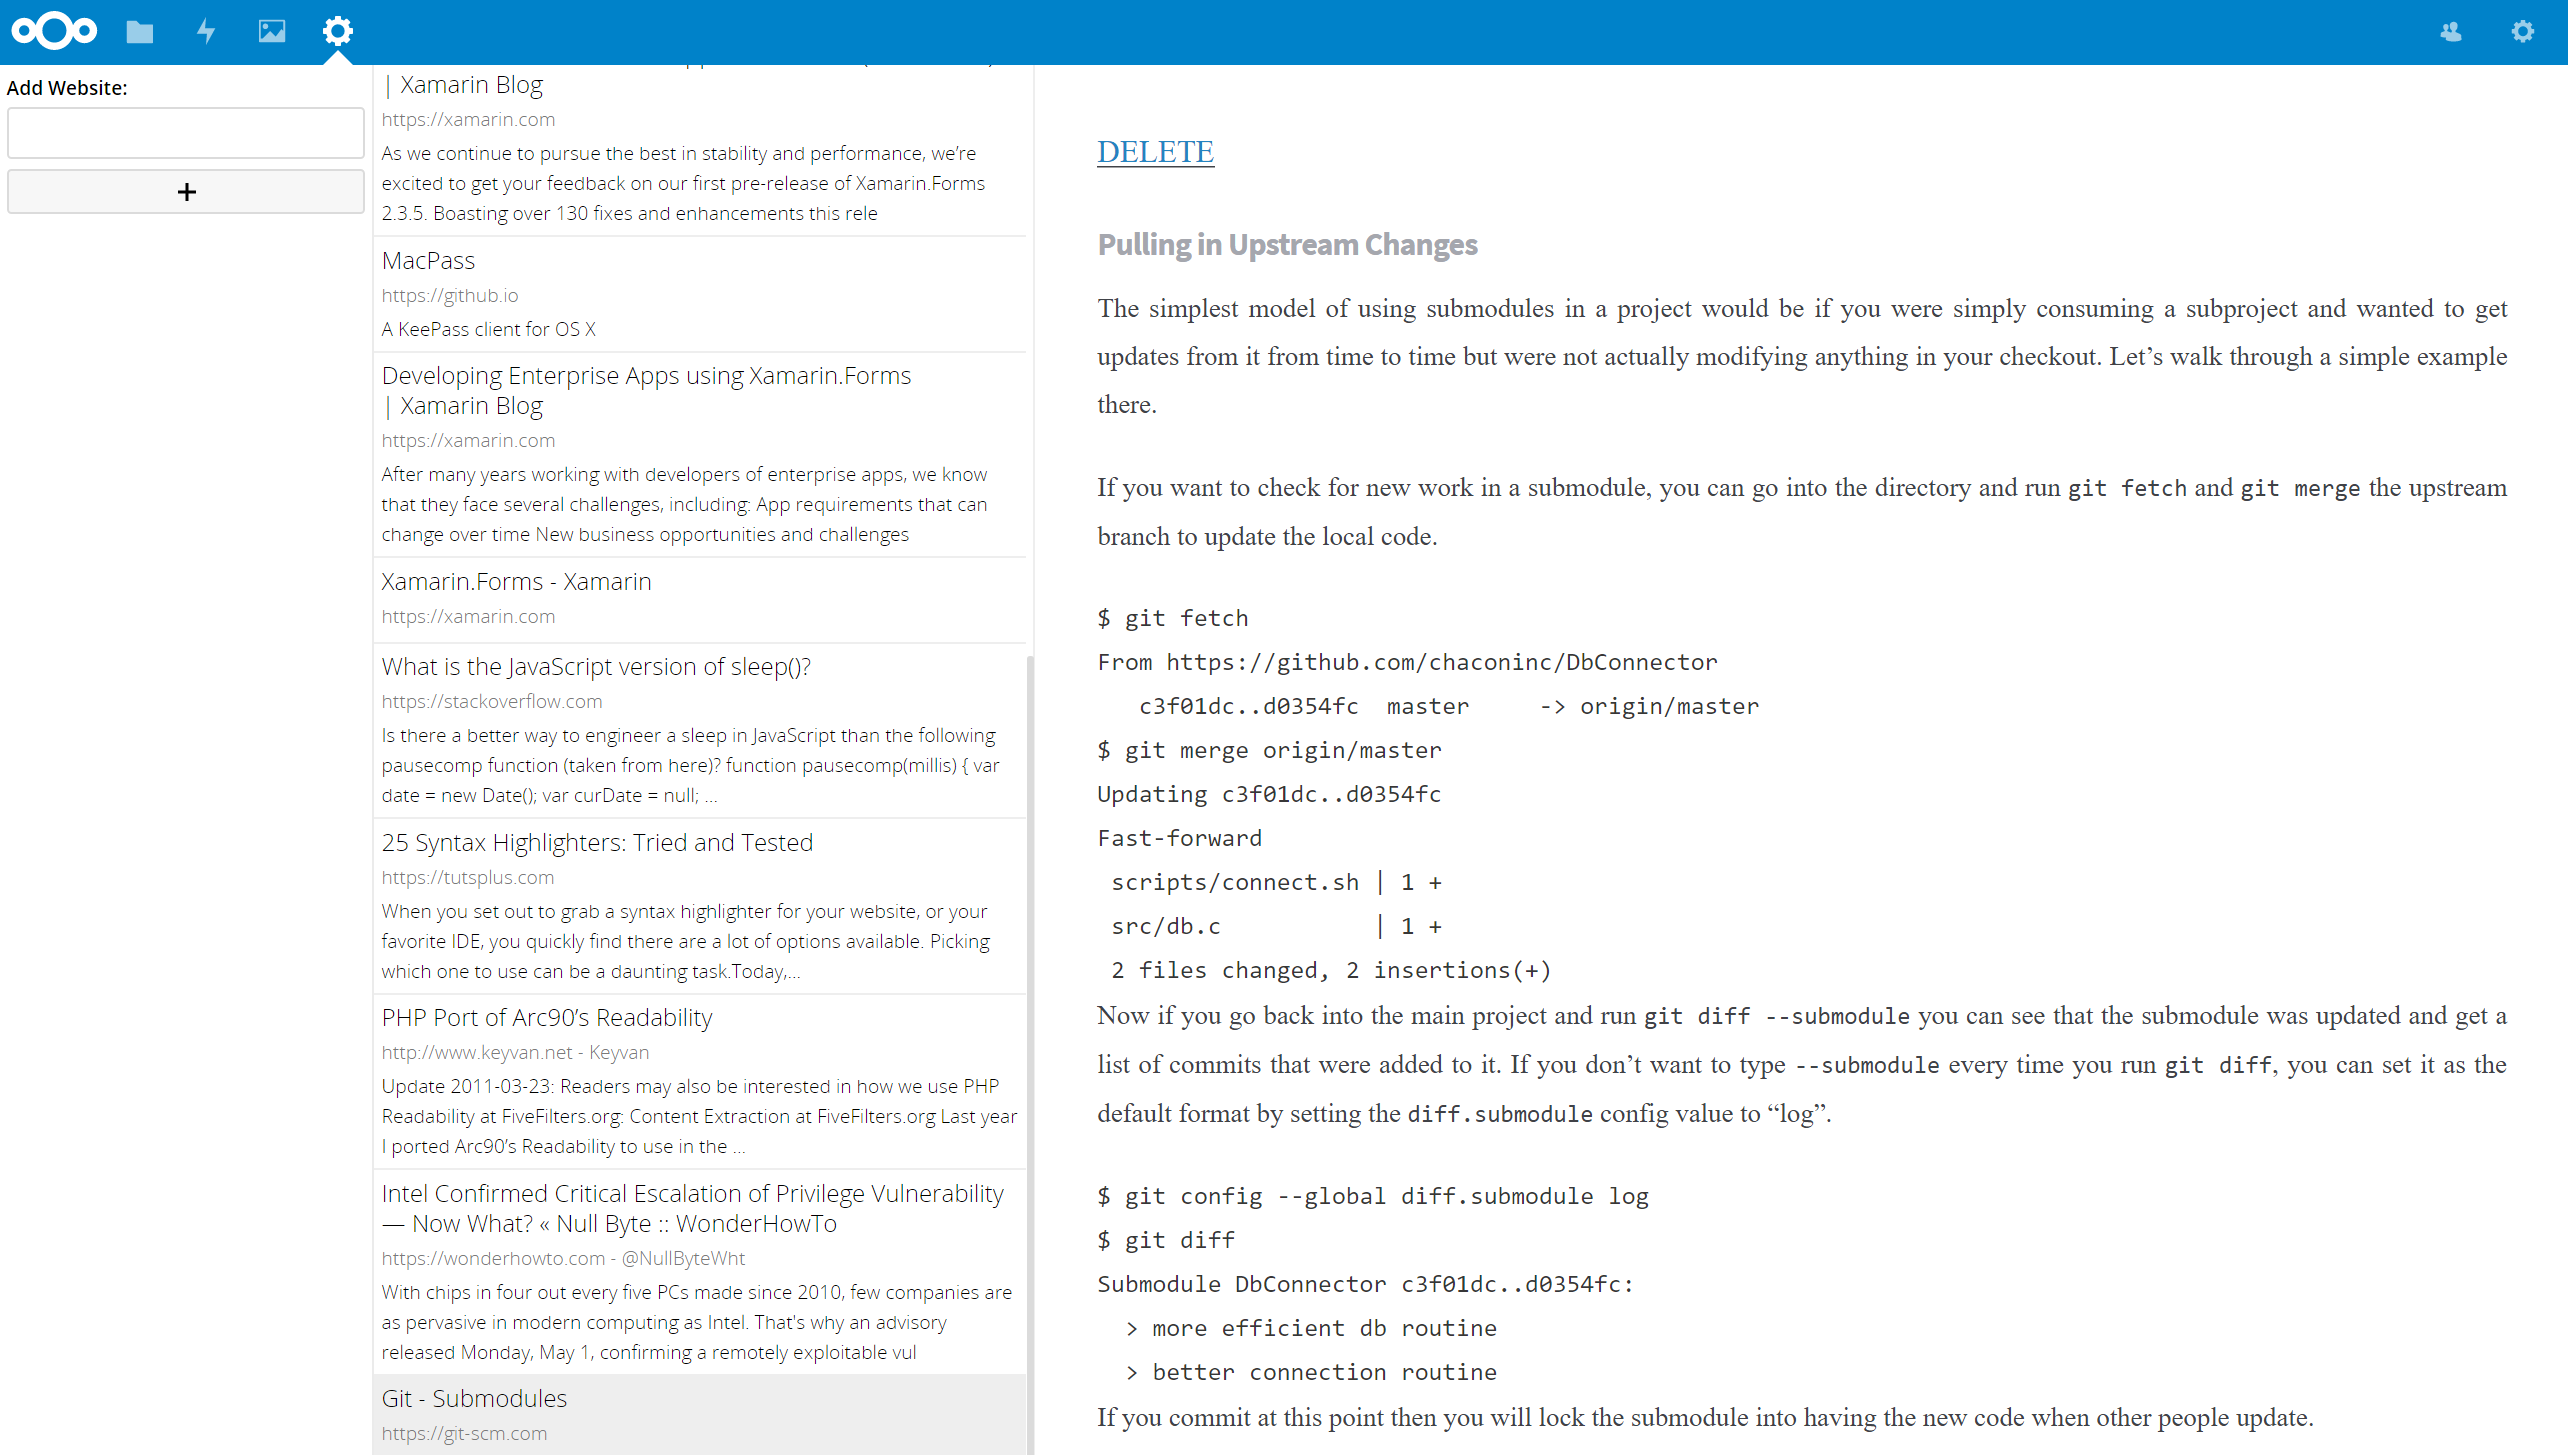 Add Website:
+
| Xamarin Blog
https://xamarin.com
As we continue to pursue the best in stability and performance, we’re
excited to get your feedback on our first pre-release of Xamarin.Forms
2.3.5. Boasting over 130 fixes and enhancements this rele
MacPass
https://github.io
A KeePass client for OS X
Developing Enterprise Apps using Xamarin.Forms
| Xamarin Blog
https://xamarin.com
After many years working with developers of enterprise apps, we know
that they face several challenges, including: App requirements that can
change over time New business opportunities and challenges
Xamarin.Forms - Xamarin
https://xamarin.com
What is the JavaScript version of sleep()?
https://stackoverflow.com
Is there a better way to engineer a sleep in JavaScript than the following
pausecomp function (taken from here)? function pausecomp(millis) { var
date = new Date(); var curDate = null; ...
25 Syntax Highlighters: Tried and Tested
https://tutsplus.com
When you set out to grab a syntax highlighter for your website, or your
favorite IDE, you quickly find there are a lot of options available. Picking
which one to use can be a daunting task.Today,...
PHP Port of Arc90’s Readability
http://www.keyvan.net - Keyvan
Update 2011-03-23: Readers may also be interested in how we use PHP
Readability at FiveFilters.org: Content Extraction at FiveFilters.org Last year
I ported Arc90’s Readability to use in the ...
Intel Confirmed Critical Escalation of Privilege Vulnerability
— Now What? « Null Byte :: WonderHowTo
https://wonderhowto.com - @NullByteWht
With chips in four out every five PCs made since 2010, few companies are
as pervasive in modern computing as Intel. That's why an advisory
released Monday, May 1, confirming a remotely exploitable vul
Git - Submodules
https://git-scm.com
DELETE
Pulling in Upstream Changes
The simplest model of using submodules in a project would be if you were simply consuming a subproject and wanted to get
updates from it from time to time but were not actually modifying anything in your checkout. Let’s walk through a simple example
there.
If you want to check for new work in a submodule, you can go into the directory and run git fetch and git merge the upstream
branch to update the local code.
$ git fetch
From https://github.com/chaconinc/DbConnector
   c3f01dc..d0354fc  master     -> origin/master
$ git merge origin/master
Updating c3f01dc..d0354fc
Fast-forward
 scripts/connect.sh | 1 +
 src/db.c           | 1 +
 2 files changed, 2 insertions(+)
Now if you go back into the main project and run git diff --submodule you can see that the submodule was updated and get a
list of commits that were added to it. If you don’t want to type --submodule every time you run git diff, you can set it as the
default format by setting the diff.submodule config value to “log”.
$ git config --global diff.submodule log
$ git diff
Submodule DbConnector c3f01dc..d0354fc:
  > more efficient db routine
  > better connection routine
If you commit at this point then you will lock the submodule into having the new code when other people update.